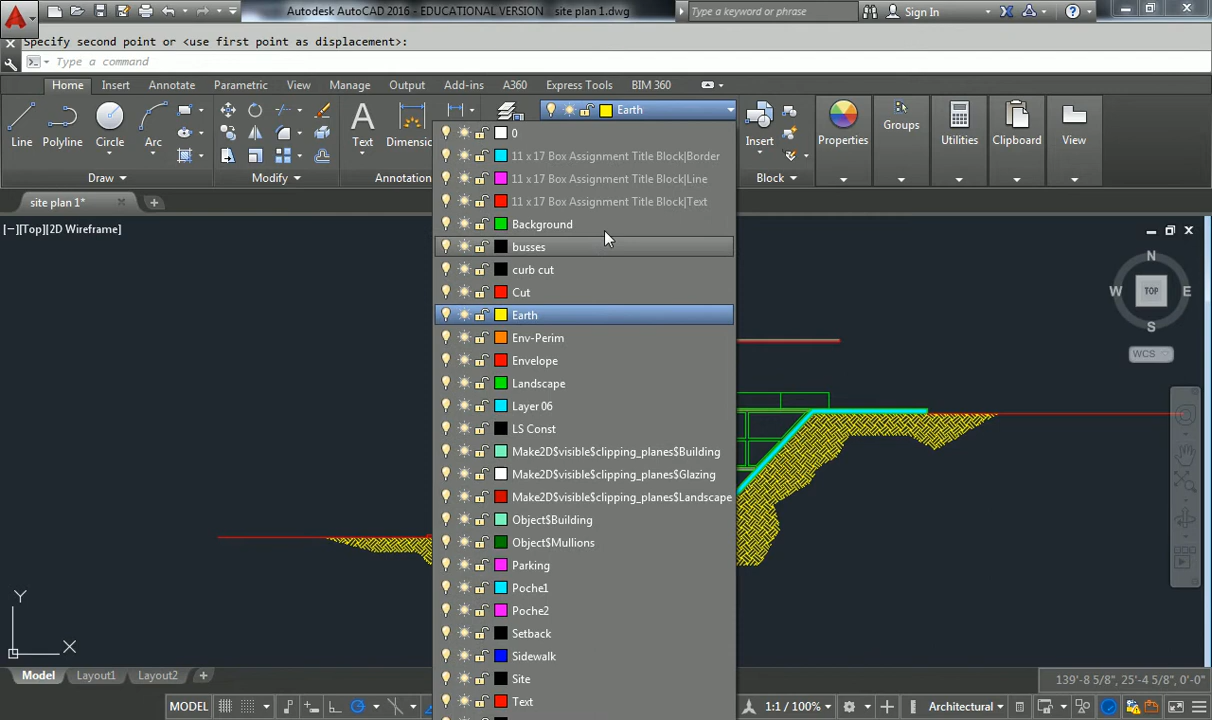 Autodesk AutoCAD 2016 - EDUCATIONAL VERSION   site plan 1.dwg
Type a keyword or phrase
Sign In
Specify second point or <use first point as displacement>:
Type a command
Home Insert Annotate Parametric View Manage Output Add-ins A360 Express Tools BIM 360
Earth
Line Polyline Circle Arc Text Dimension Insert Properties Groups Utilities Clipboard View
Draw Modify Annotation Block
site plan 1*
[−][Top][2D Wireframe]
0
11 x 17 Box Assignment Title Block|Border
11 x 17 Box Assignment Title Block|Line
11 x 17 Box Assignment Title Block|Text
Background
busses
curb cut
Cut
Earth
Env-Perim
Envelope
Landscape
Layer 06
LS Const
Make2D$visible$clipping_planes$Building
Make2D$visible$clipping_planes$Glazing
Make2D$visible$clipping_planes$Landscape
Object$Building
Object$Mullions
Parking
Poche1
Poche2
Setback
Sidewalk
Site
Text
N
W TOP E
S
WCS
Y
X
Model Layout1 Layout2
139'-8 5/8", 25'-4 5/8", 0'-0"
MODEL
1:1 / 100%
Architectural